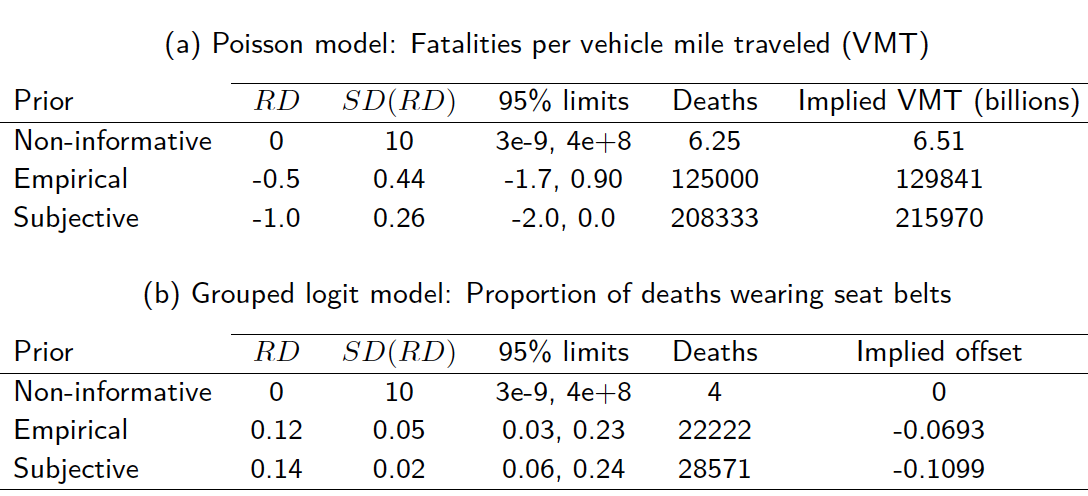 (a) Poisson model: Fatalities per vehicle mile traveled (VMT)
Prior RD SD(RD) 95% limits Deaths Implied VMT (billions)
Non-informative 0 10 3e-9, 4e+8 6.25 6.51
Empirical -0.5 0.44 -1.7, 0.90 125000 129841
Subjective -1.0 0.26 -2.0, 0.0 208333 215970
(b) Grouped logit model: Proportion of deaths wearing seat belts
Prior RD SD(RD) 95% limits Deaths Implied offset
Non-informative 0 10 3e-9, 4e+8 4 0
Empirical 0.12 0.05 0.03, 0.23 22222 -0.0693
Subjective 0.14 0.02 0.06, 0.24 28571 -0.1099